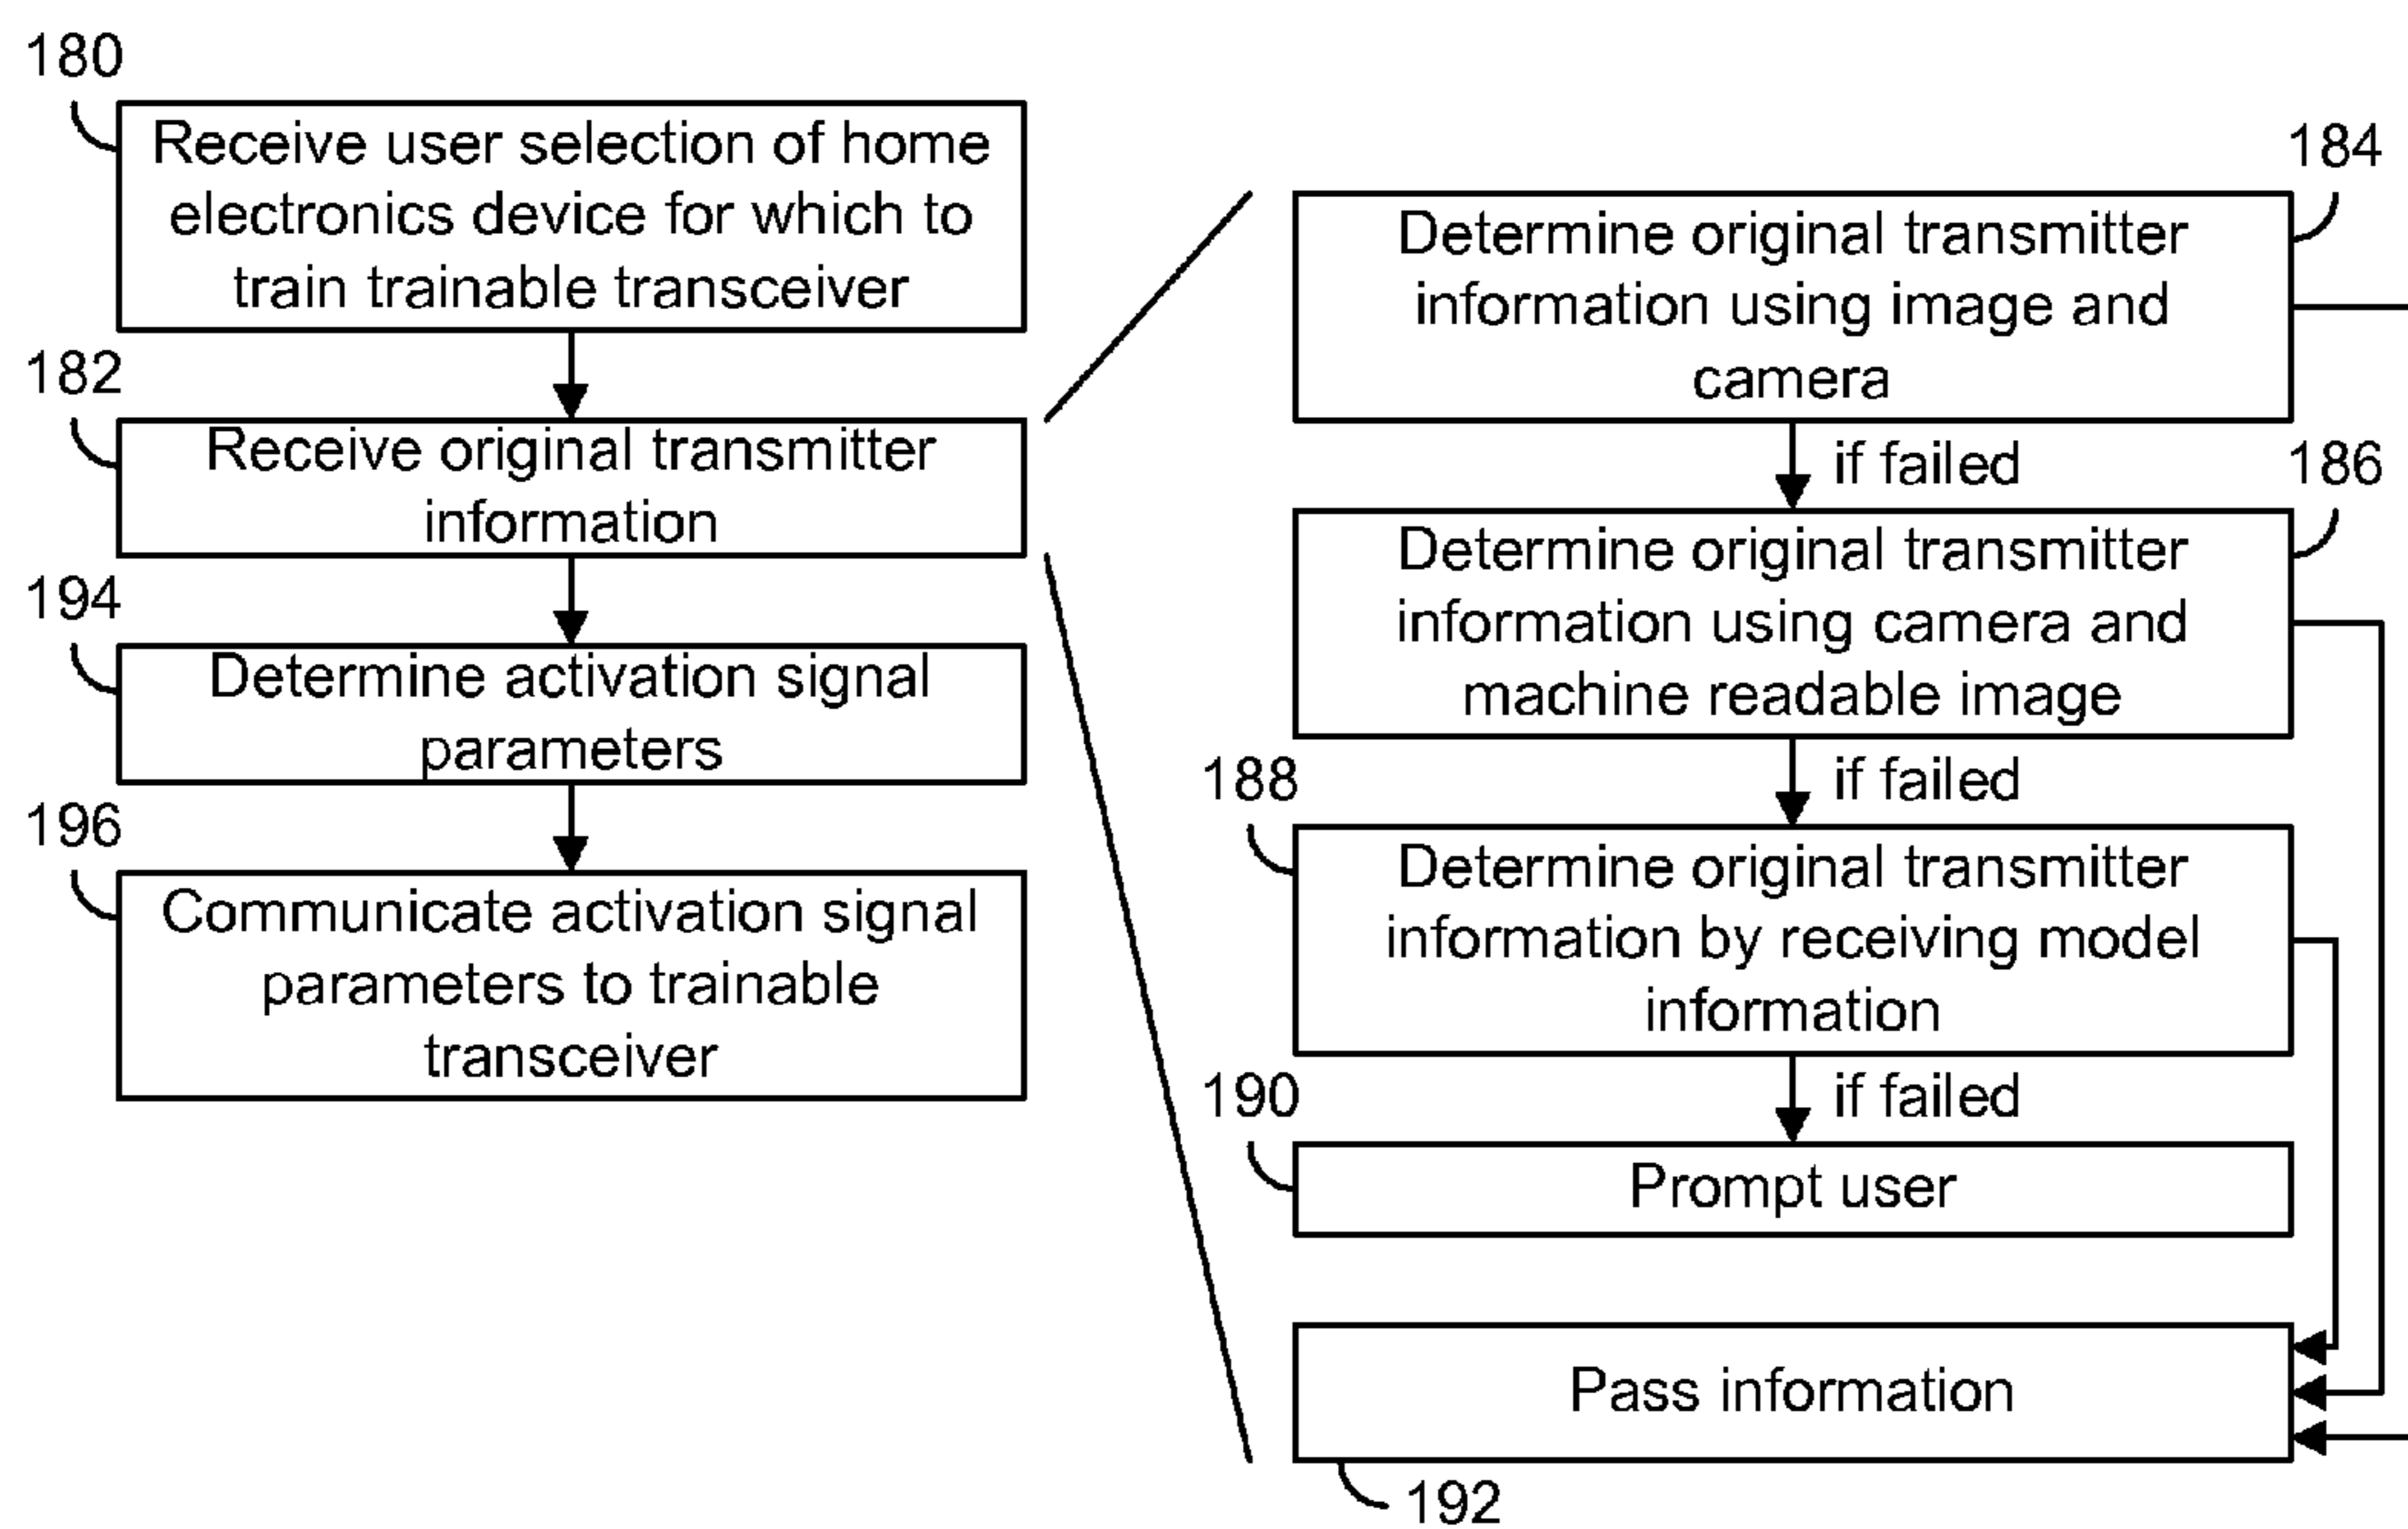 180
Receive user selection of home
electronics device for which to
train trainable transceiver
182
Receive original transmitter
information
194
Determine activation signal
parameters
196
Communicate activation signal
parameters to trainable
transceiver
184
Determine original transmitter
information using image and
camera
if failed
186
Determine original transmitter
information using camera and
machine readable image
if failed
188
Determine original transmitter
information by receiving model
information
if failed
190
Prompt user
Pass information
192